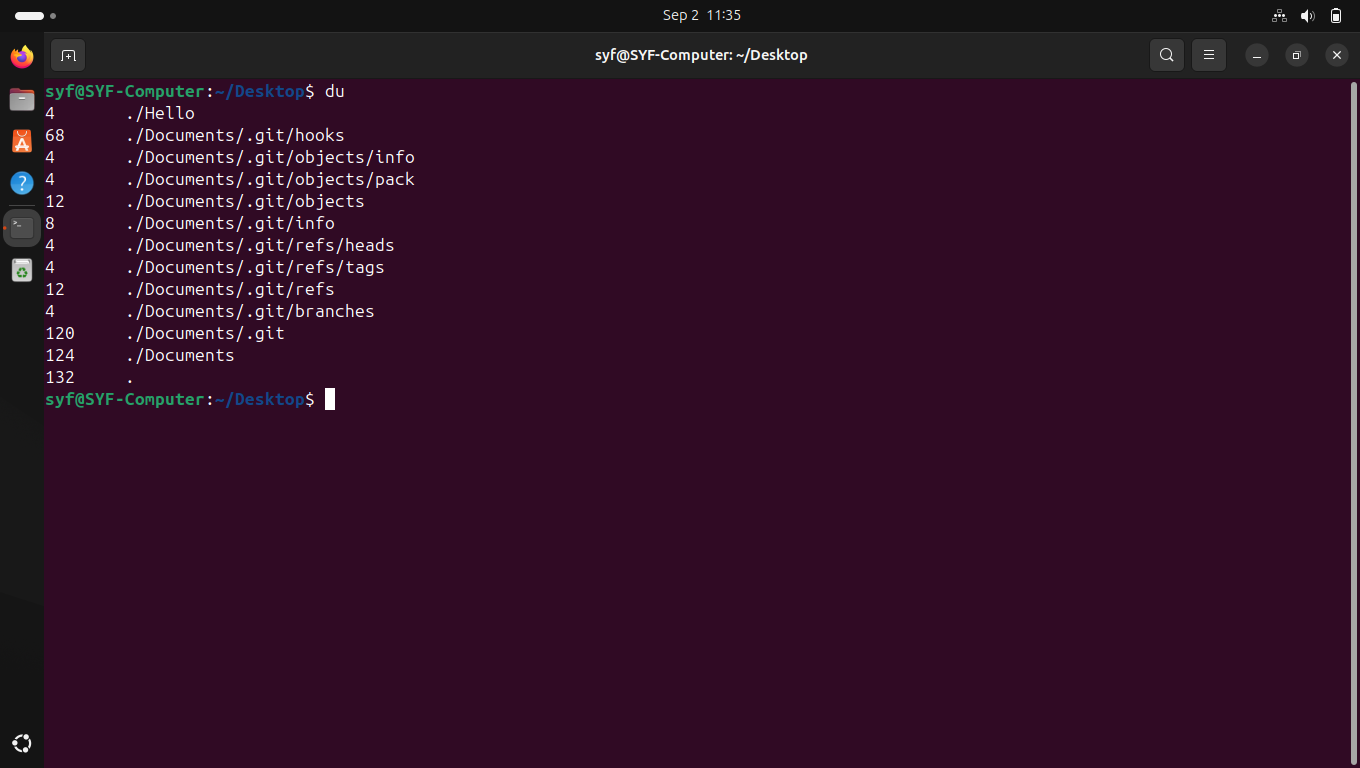 Sep 2 11:35
syf@SYF-Computer: ~/Desktop
syf@SYF-Computer:~/Desktop$ du
4 ./Hello
68 ./Documents/.git/hooks
4 ./Documents/.git/objects/info
4 ./Documents/.git/objects/pack
12 ./Documents/.git/objects
8 ./Documents/.git/info
4 ./Documents/.git/refs/heads
4 ./Documents/.git/refs/tags
12 ./Documents/.git/refs
4 ./Documents/.git/branches
120 ./Documents/.git
124 ./Documents
132 .
syf@SYF-Computer:~/Desktop$